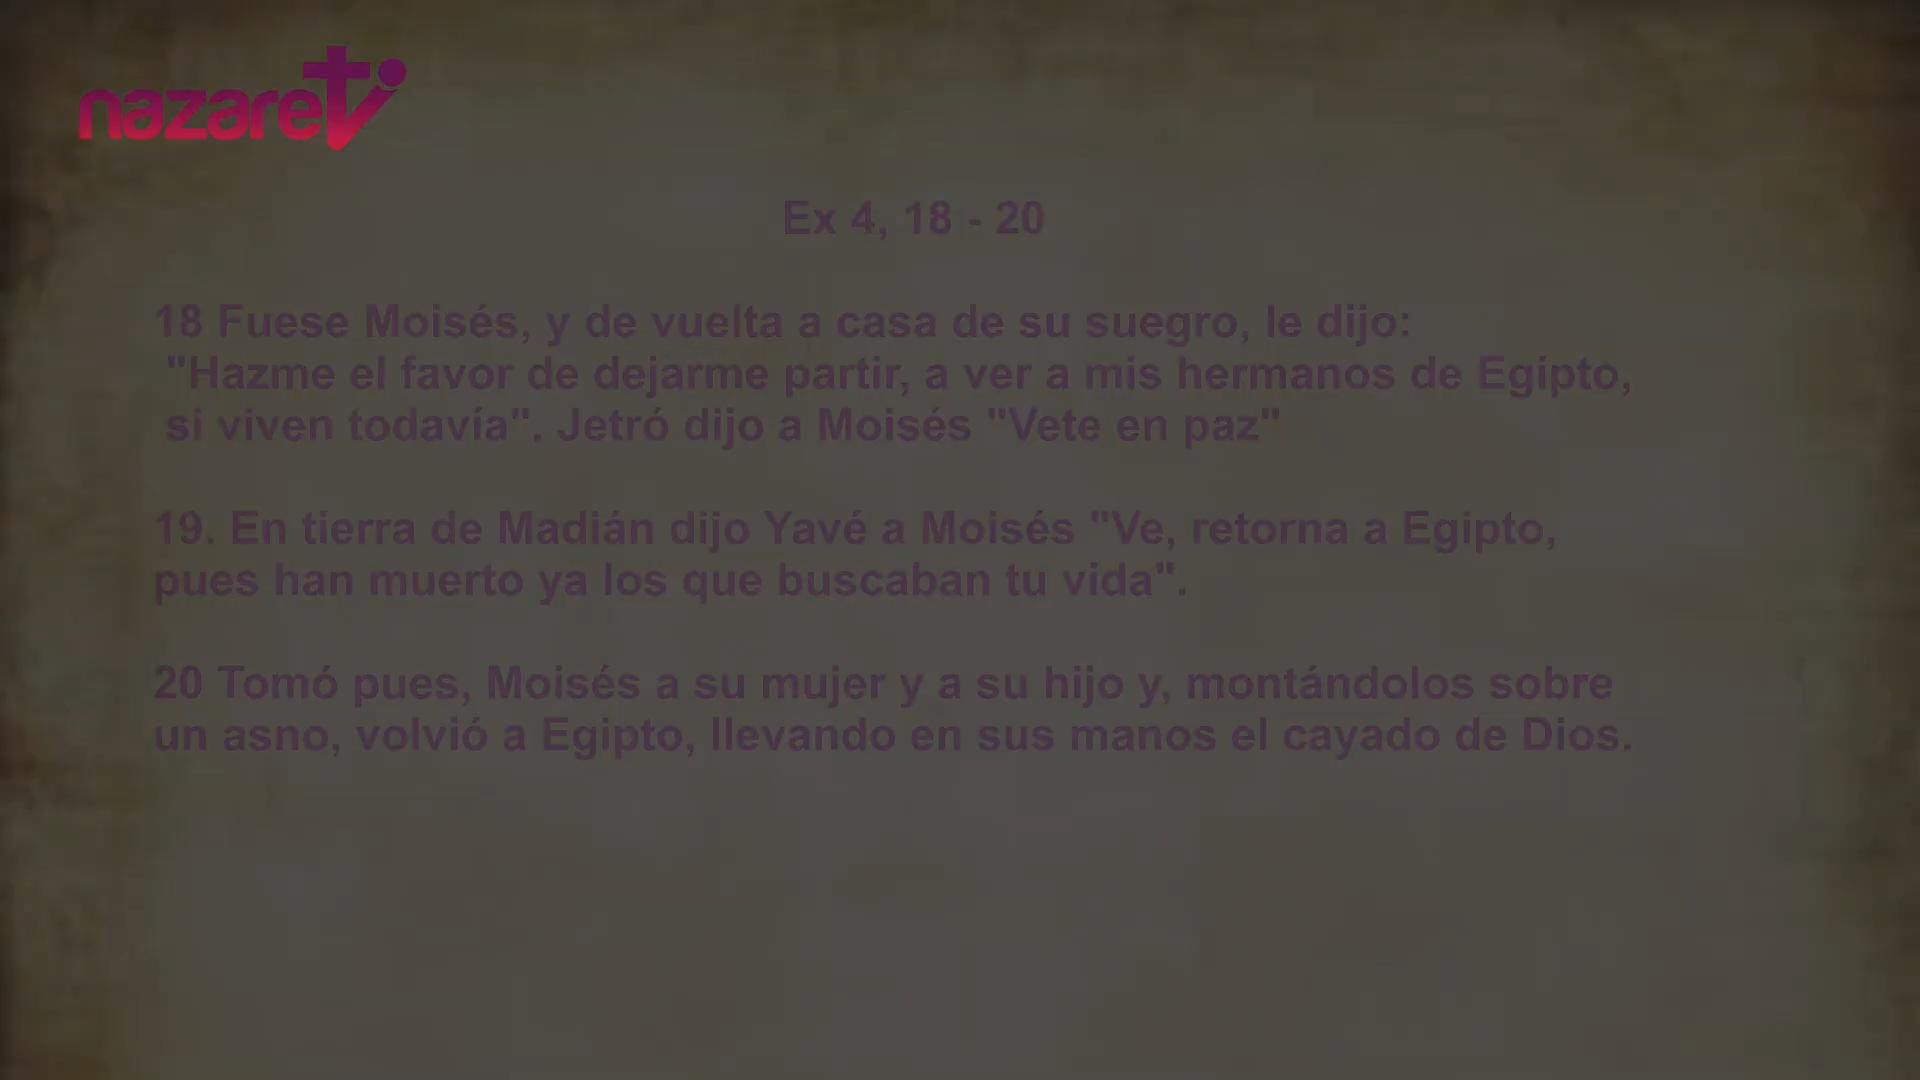 nazaretv
Ex 4, 18 - 20
18 Fuese Moisés, y de vuelta a casa de su suegro, le dijo:
"Hazme el favor de dejarme partir, a ver a mis hermanos de Egipto,
si viven todavía". Jetró dijo a Moisés "Vete en paz"
19. En tierra de Madián dijo Yavé a Moisés "Ve, retorna a Egipto,
pues han muerto ya los que buscaban tu vida".
20 Tomó pues, Moisés a su mujer y a su hijo y, montándolos sobre
un asno, volvió a Egipto, llevando en sus manos el cayado de Dios.